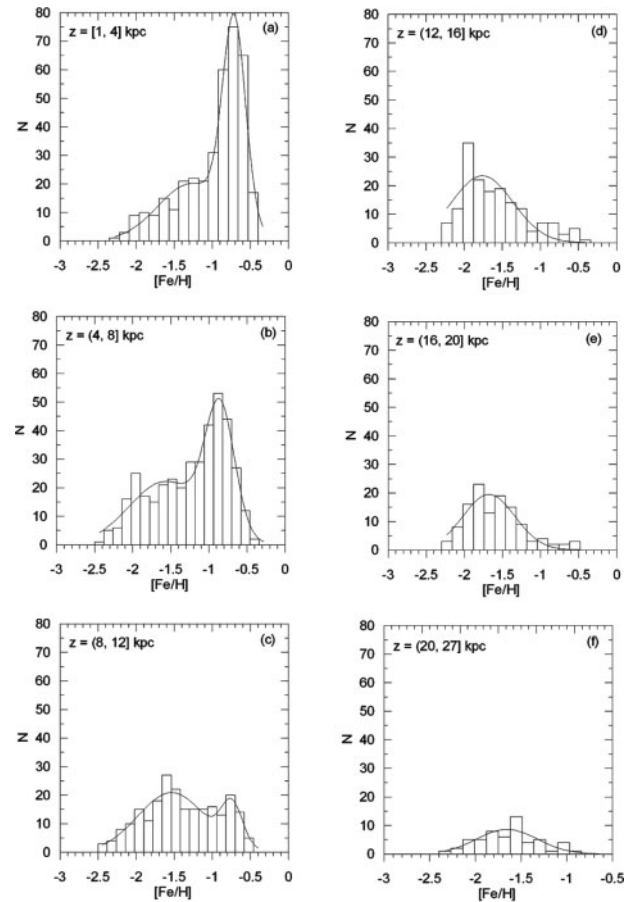 z = [1, 4] kpc (a)
80
70
60
50
40
30
20
10
0
N
-3 -2.5 -2 -1.5 -1 -0.5 0
[Fe/H]
z = (4, 8] kpc (b)
80
70
60
50
40
30
20
10
0
N
-3 -2.5 -2 -1.5 -1 -0.5 0
[Fe/H]
z = (8, 12] kpc (c)
80
70
60
50
40
30
20
10
0
N
-3 -2.5 -2 -1.5 -1 -0.5 0
[Fe/H]
z = (12, 16] kpc (d)
80
70
60
50
40
30
20
10
0
N
-3 -2.5 -2 -1.5 -1 -0.5 0
[Fe/H]
z = (16, 20] kpc (e)
80
70
60
50
40
30
20
10
0
N
-3 -2.5 -2 -1.5 -1 -0.5 0
[Fe/H]
z = (20, 27] kpc (f)
80
70
60
50
40
30
20
10
0
N
-3 -2.5 -2 -1.5 -1 -0.5
[Fe/H]